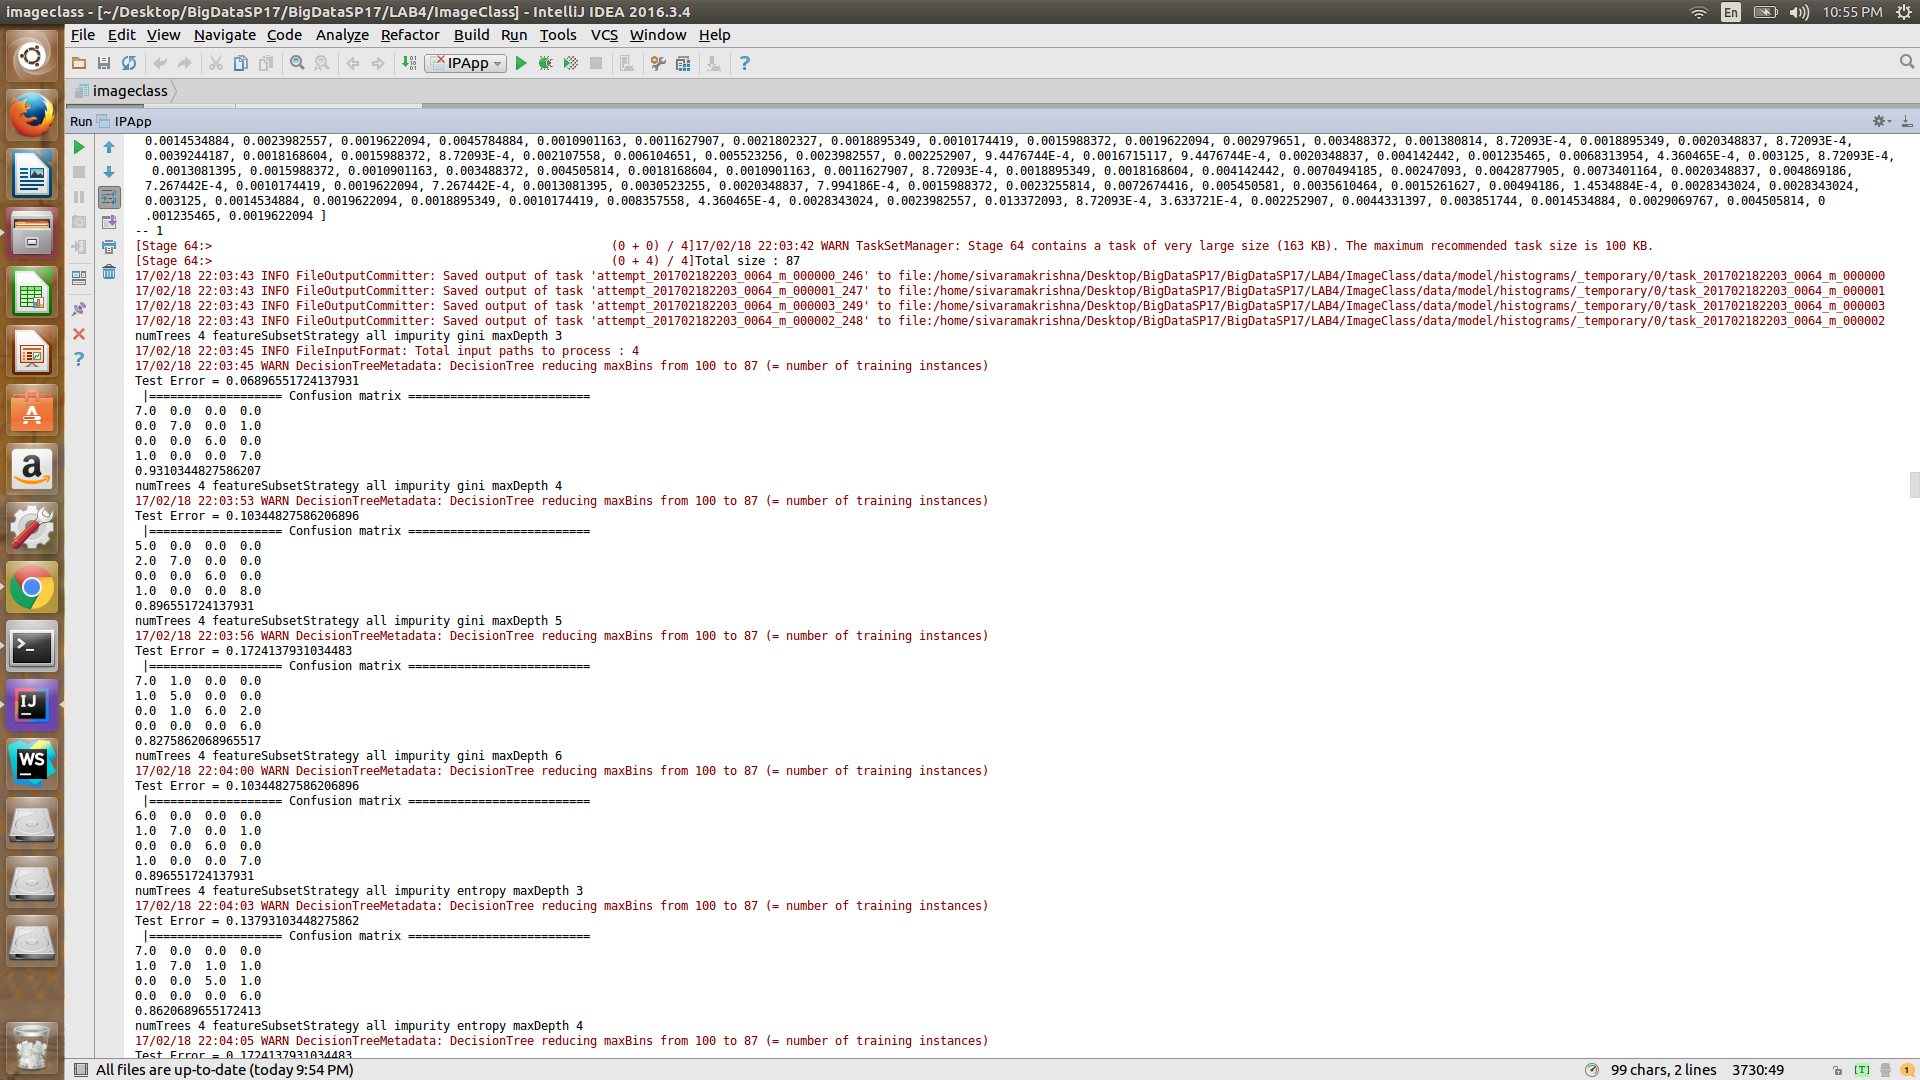 imageclass - [~/Desktop/BigDataSP17/BigDataSP17/LAB4/ImageClass] - IntelliJ IDEA 2016.3.4
En
10:55 PM
File Edit View Navigate Code Analyze Refactor Build Run Tools VCS Window Help
IPApp
imageclass
Run IPApp
0.0014534884, 0.0023982557, 0.0019622094, 0.0045784884, 0.0010901163, 0.0011627907, 0.0021802327, 0.0018895349, 0.0010174419, 0.0015988372, 0.0019622094, 0.002979651, 0.003488372, 0.001380814, 8.72093E-4, 0.0018895349, 0.0020348837, 8.72093E-4,
0.0039244187, 0.0018168604, 0.0015988372, 8.72093E-4, 0.002107558, 0.006104651, 0.005523256, 0.0023982557, 0.002252907, 9.4476744E-4, 0.0016715117, 9.4476744E-4, 0.0020348837, 0.004142442, 0.001235465, 0.0068313954, 4.360465E-4, 0.003125, 8.72093E-4,
0.0013081395, 0.0015988372, 0.0010901163, 0.003488372, 0.004505814, 0.0018168604, 0.0010901163, 0.0011627907, 8.72093E-4, 0.0018895349, 0.0018168604, 0.004142442, 0.0070494185, 0.00247093, 0.0042877905, 0.0073401164, 0.0020348837, 0.004869186,
7.267442E-4, 0.0010174419, 0.0019622094, 7.267442E-4, 0.0013081395, 0.0030523255, 0.0020348837, 7.994186E-4, 0.0015988372, 0.0023255814, 0.0072674416, 0.005450581, 0.0035610464, 0.0015261627, 0.00494186, 1.4534884E-4, 0.0028343024, 0.0028343024,
0.003125, 0.0014534884, 0.0019622094, 0.0018895349, 0.0010174419, 0.008357558, 4.360465E-4, 0.0028343024, 0.0023982557, 0.013372093, 8.72093E-4, 3.633721E-4, 0.002252907, 0.0044331397, 0.003851744, 0.0014534884, 0.0029069767, 0.004505814, 0
.001235465, 0.0019622094 ]
-- 1
[Stage 64:> (0 + 0) / 4]17/02/18 22:03:42 WARN TaskSetManager: Stage 64 contains a task of very large size (163 KB). The maximum recommended task size is 100 KB.
[Stage 64:> (0 + 4) / 4]Total size : 87
17/02/18 22:03:43 INFO FileOutputCommitter: Saved output of task 'attempt_201702182203_0064_m_000000_246' to file:/home/sivaramakrishna/Desktop/BigDataSP17/BigDataSP17/LAB4/ImageClass/data/model/histograms/_temporary/0/task_201702182203_0064_m_000000
17/02/18 22:03:43 INFO FileOutputCommitter: Saved output of task 'attempt_201702182203_0064_m_000001_247' to file:/home/sivaramakrishna/Desktop/BigDataSP17/BigDataSP17/LAB4/ImageClass/data/model/histograms/_temporary/0/task_201702182203_0064_m_000001
17/02/18 22:03:43 INFO FileOutputCommitter: Saved output of task 'attempt_201702182203_0064_m_000003_249' to file:/home/sivaramakrishna/Desktop/BigDataSP17/BigDataSP17/LAB4/ImageClass/data/model/histograms/_temporary/0/task_201702182203_0064_m_000003
17/02/18 22:03:43 INFO FileOutputCommitter: Saved output of task 'attempt_201702182203_0064_m_000002_248' to file:/home/sivaramakrishna/Desktop/BigDataSP17/BigDataSP17/LAB4/ImageClass/data/model/histograms/_temporary/0/task_201702182203_0064_m_000002
numTrees 4 featureSubsetStrategy all impurity gini maxDepth 3
17/02/18 22:03:45 INFO FileInputFormat: Total input paths to process : 4
17/02/18 22:03:45 WARN DecisionTreeMetadata: DecisionTree reducing maxBins from 100 to 87 (= number of training instances)
Test Error = 0.06896551724137931
|=================== Confusion matrix ==========================
7.0 0.0 0.0 0.0
0.0 7.0 0.0 1.0
0.0 0.0 6.0 0.0
1.0 0.0 0.0 7.0
0.9310344827586207
numTrees 4 featureSubsetStrategy all impurity gini maxDepth 4
17/02/18 22:03:53 WARN DecisionTreeMetadata: DecisionTree reducing maxBins from 100 to 87 (= number of training instances)
Test Error = 0.10344827586206896
|=================== Confusion matrix ==========================
5.0 0.0 0.0 0.0
2.0 7.0 0.0 0.0
0.0 0.0 6.0 0.0
1.0 0.0 0.0 8.0
0.896551724137931
numTrees 4 featureSubsetStrategy all impurity gini maxDepth 5
17/02/18 22:03:56 WARN DecisionTreeMetadata: DecisionTree reducing maxBins from 100 to 87 (= number of training instances)
Test Error = 0.1724137931034483
|=================== Confusion matrix ==========================
7.0 1.0 0.0 0.0
1.0 5.0 0.0 0.0
0.0 1.0 6.0 2.0
0.0 0.0 0.0 6.0
0.8275862068965517
numTrees 4 featureSubsetStrategy all impurity gini maxDepth 6
17/02/18 22:04:00 WARN DecisionTreeMetadata: DecisionTree reducing maxBins from 100 to 87 (= number of training instances)
Test Error = 0.10344827586206896
|=================== Confusion matrix ==========================
6.0 0.0 0.0 0.0
1.0 7.0 0.0 1.0
0.0 0.0 6.0 0.0
1.0 0.0 0.0 7.0
0.896551724137931
numTrees 4 featureSubsetStrategy all impurity entropy maxDepth 3
17/02/18 22:04:03 WARN DecisionTreeMetadata: DecisionTree reducing maxBins from 100 to 87 (= number of training instances)
Test Error = 0.13793103448275862
|=================== Confusion matrix ==========================
7.0 0.0 0.0 0.0
1.0 7.0 1.0 1.0
0.0 0.0 5.0 1.0
0.0 0.0 0.0 6.0
0.8620689655172413
numTrees 4 featureSubsetStrategy all impurity entropy maxDepth 4
17/02/18 22:04:05 WARN DecisionTreeMetadata: DecisionTree reducing maxBins from 100 to 87 (= number of training instances)
Test Error = 0.1724137931034483
All files are up-to-date (today 9:54 PM)
99 chars, 2 lines 3730:49 [T] 1